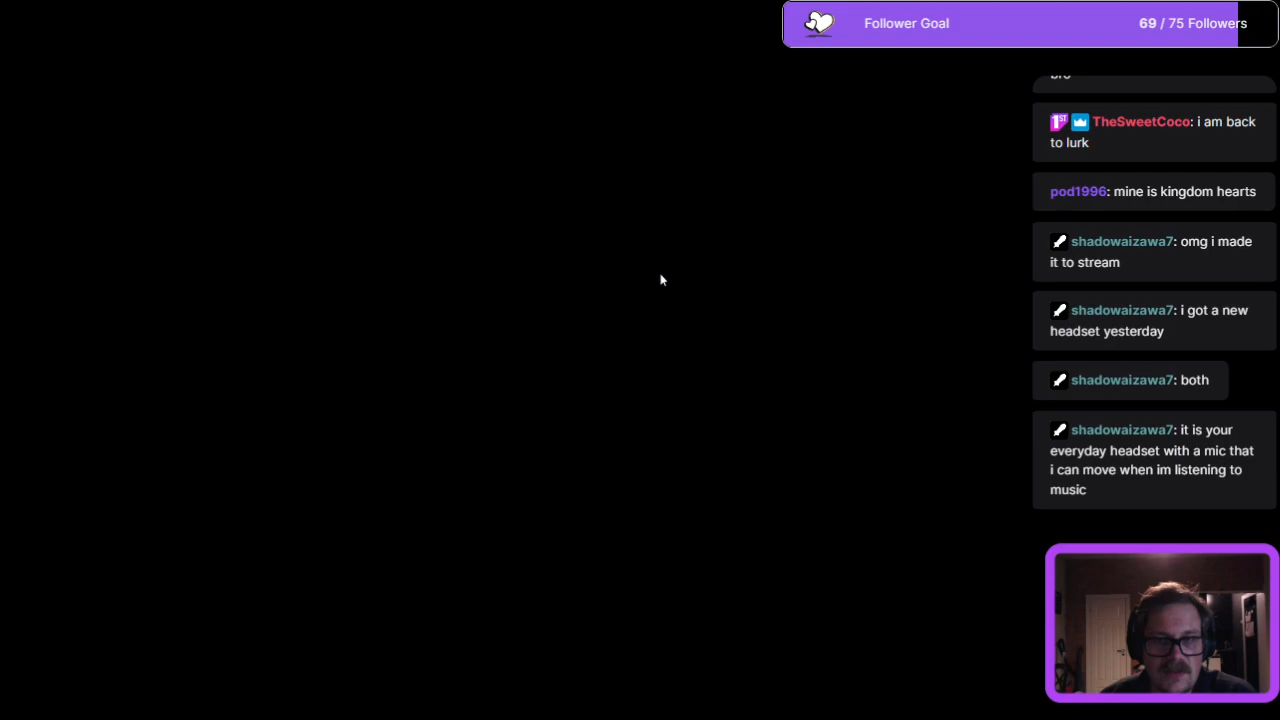 Follower Goal 69 / 75 Followers
bro
1ST TheSweetCoco: i am back
to lurk
pod1996: mine is kingdom hearts
shadowaizawa7: omg i made
it to stream
shadowaizawa7: i got a new
headset yesterday
shadowaizawa7: both
shadowaizawa7: it is your
everyday headset with a mic that
i can move when im listening to
music